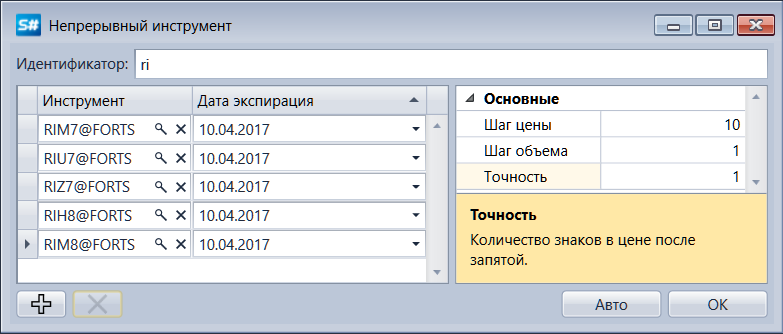 S# Непрерывный инструмент
Идентификатор: ri
Инструмент Дата экспирация
RIM7@FORTS 10.04.2017
RIU7@FORTS 10.04.2017
RIZ7@FORTS 10.04.2017
RIH8@FORTS 10.04.2017
RIM8@FORTS 10.04.2017
Основные
Шаг цены 10
Шаг объема 1
Точность 1
Точность
Количество знаков в цене после
запятой.
Авто OK